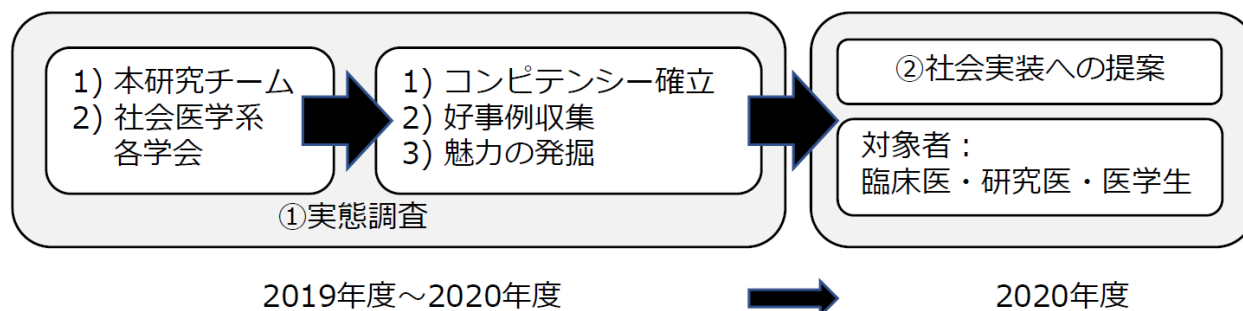 1) 本研究チーム
2) 社会医学系
各学会
1) コンピテンシー確立
2) 好事例収集
3) 魅力の発掘
①実態調査
②社会実装への提案
対象者：
臨床医・研究医・医学生
2019年度～2020年度
2020年度